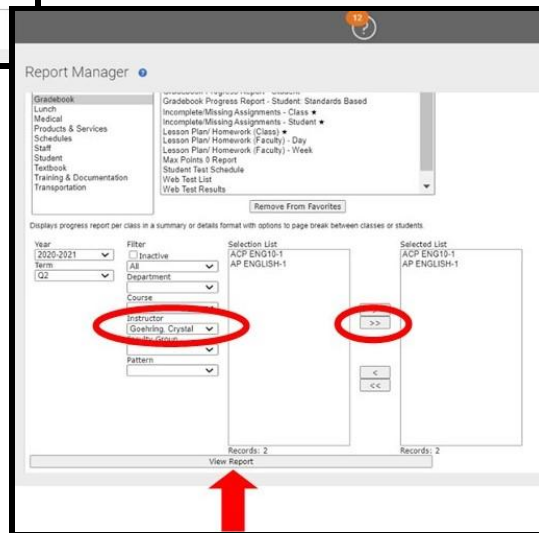 12
?
Report Manager ?
Gradebook Progress Report - Student
Gradebook
Gradebook Progress Report - Student: Standards Based
Lunch
Incomplete/Missing Assignments - Class ★
Medical
Incomplete/Missing Assignments - Student ★
Products & Services
Lesson Plan/ Homework (Class) ★
Schedules
Lesson Plan/ Homework (Faculty) - Day
Staff
Lesson Plan/ Homework (Faculty) - Week
Student
Max Points 0 Report
Textbook
Student Test Schedule
Training & Documentation
Web Test List
Transportation
Web Test Results
Remove From Favorites
Displays progress report per class in a summary or details format with options to page break between classes or students.
Year
2020-2021
Term
Q2
Filter
Inactive
All
Department
Course
Instructor
Goehring, Crystal
Faculty Group
Pattern
Selection List
ACP ENG10-1
AP ENGLISH-1
Records: 2
>>
<
<<
Selected List
ACP ENG10-1
AP ENGLISH-1
Records: 2
View Report